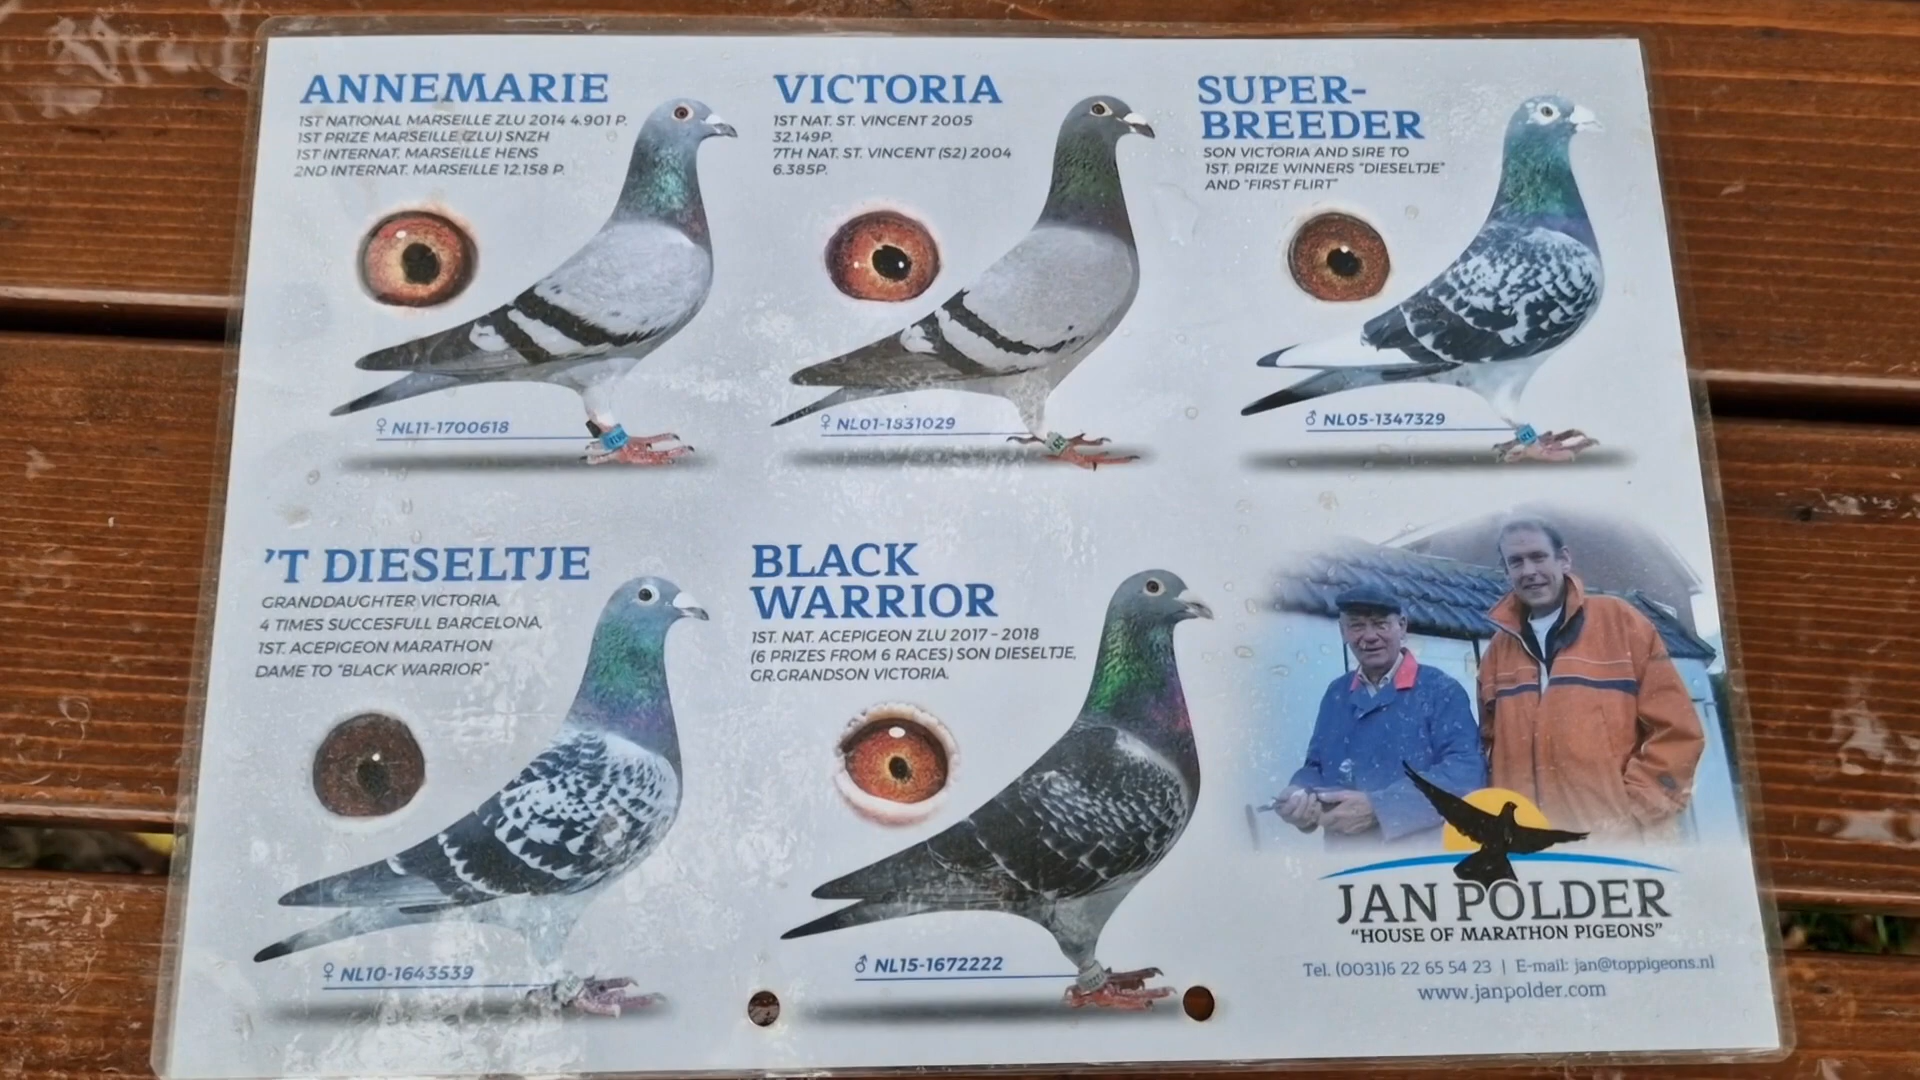 ANNEMARIE
1ST NATIONAL MARSEILLE ZLU 2014 4.901 P.
1ST PRIZE MARSEILLE (ZLU) SNZH
1ST INTERNAT. MARSEILLE HENS
2ND INTERNAT. MARSEILLE 12.158 P.
♀ NL11-1700618
VICTORIA
1ST NAT. ST. VINCENT 2005
32.149P.
7TH NAT. ST. VINCENT (S2) 2004
6.385P.
♀ NL01-1831029
SUPER-
BREEDER
SON VICTORIA AND SIRE TO
1ST. PRIZE WINNERS "DIESELTJE"
AND "FIRST FLIRT"
♂ NL05-1347329
'T DIESELTJE
GRANDDAUGHTER VICTORIA,
4 TIMES SUCCESFULL BARCELONA,
1ST. ACEPIGEON MARATHON
DAME TO "BLACK WARRIOR"
♀ NL10-1643539
BLACK
WARRIOR
1ST. NAT. ACEPIGEON ZLU 2017 - 2018
(6 PRIZES FROM 6 RACES) SON DIESELTJE,
GR.GRANDSON VICTORIA.
♂ NL15-1672222
JAN POLDER
"HOUSE OF MARATHON PIGEONS"
Tel. (0031)6 22 65 54 23 | E-mail: jan@toppigeons.nl
www.janpolder.com